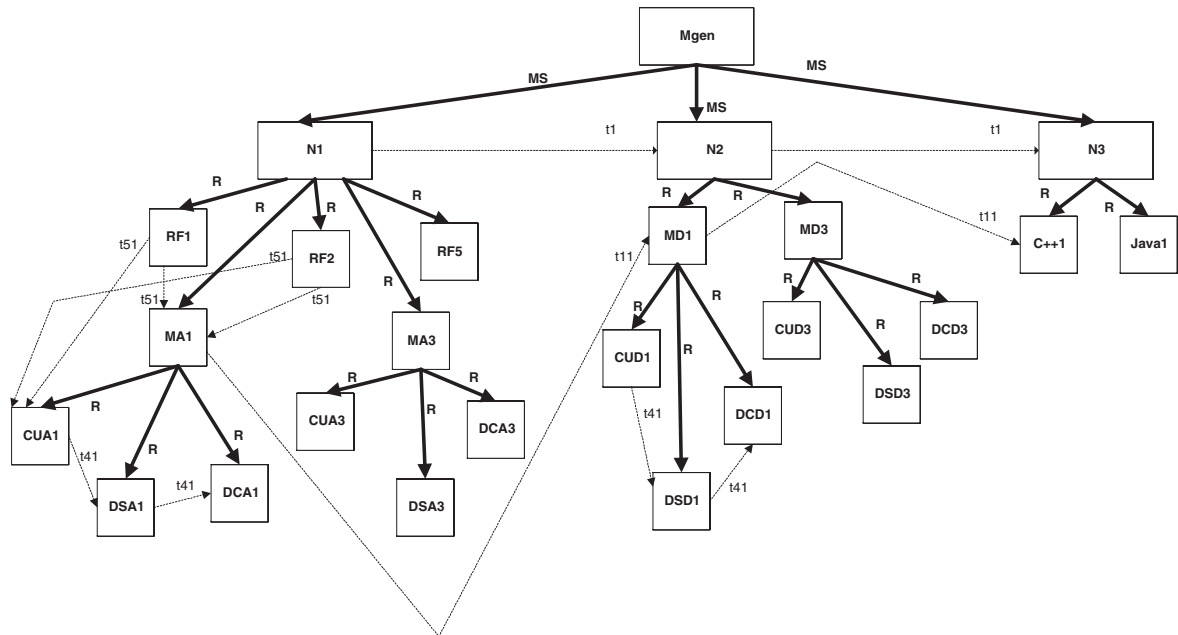 Mgen
MS
MS
MS
N1
t1
N2
t1
N3
R
R
R
R
R
R
R
R
RF1
RF2
RF5
MD1
MD3
C++1
Java1
t11
t51
t51
t11
t51
t51
R
R
R
R
R
R
R
MA1
MA3
CUD1
CUD3
DCD3
DSD3
R
R
R
R
R
R
CUA1
CUA3
DCA3
DCD1
t41
t41
t41
t41
DSA1
DCA1
DSA3
DSD1